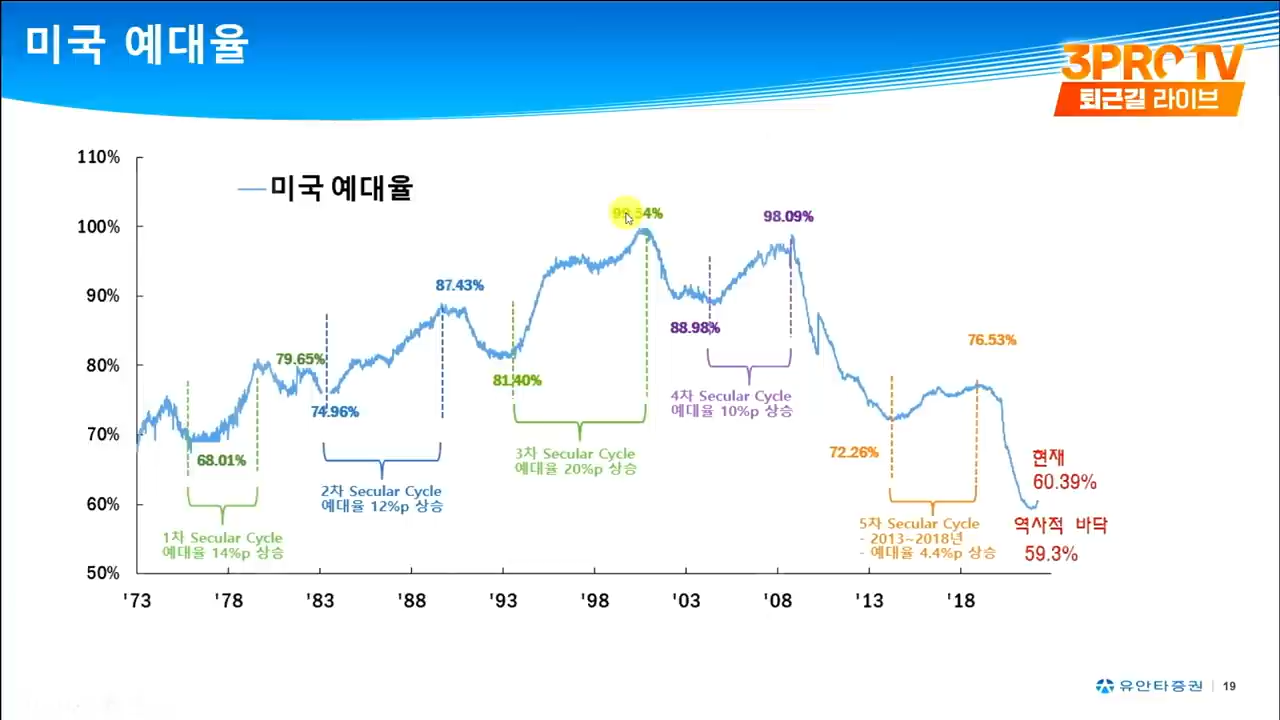 미국 예대율
3PROTV
퇴근길 라이브
110%
100%
90%
80%
70%
60%
50%
미국 예대율
99.54%
98.09%
87.43%
88.98%
76.53%
79.65%
81.40%
74.96%
68.01%
72.26%
4차 Secular Cycle
예대율 10%p 상승
3차 Secular Cycle
예대율 20%p 상승
2차 Secular Cycle
예대율 12%p 상승
1차 Secular Cycle
예대율 14%p 상승
5차 Secular Cycle
- 2013~2018년
- 예대율 4.4%p 상승
현재
60.39%
역사적 바닥
59.3%
'73 '78 '83 '88 '93 '98 '03 '08 '13 '18
유안타증권 19